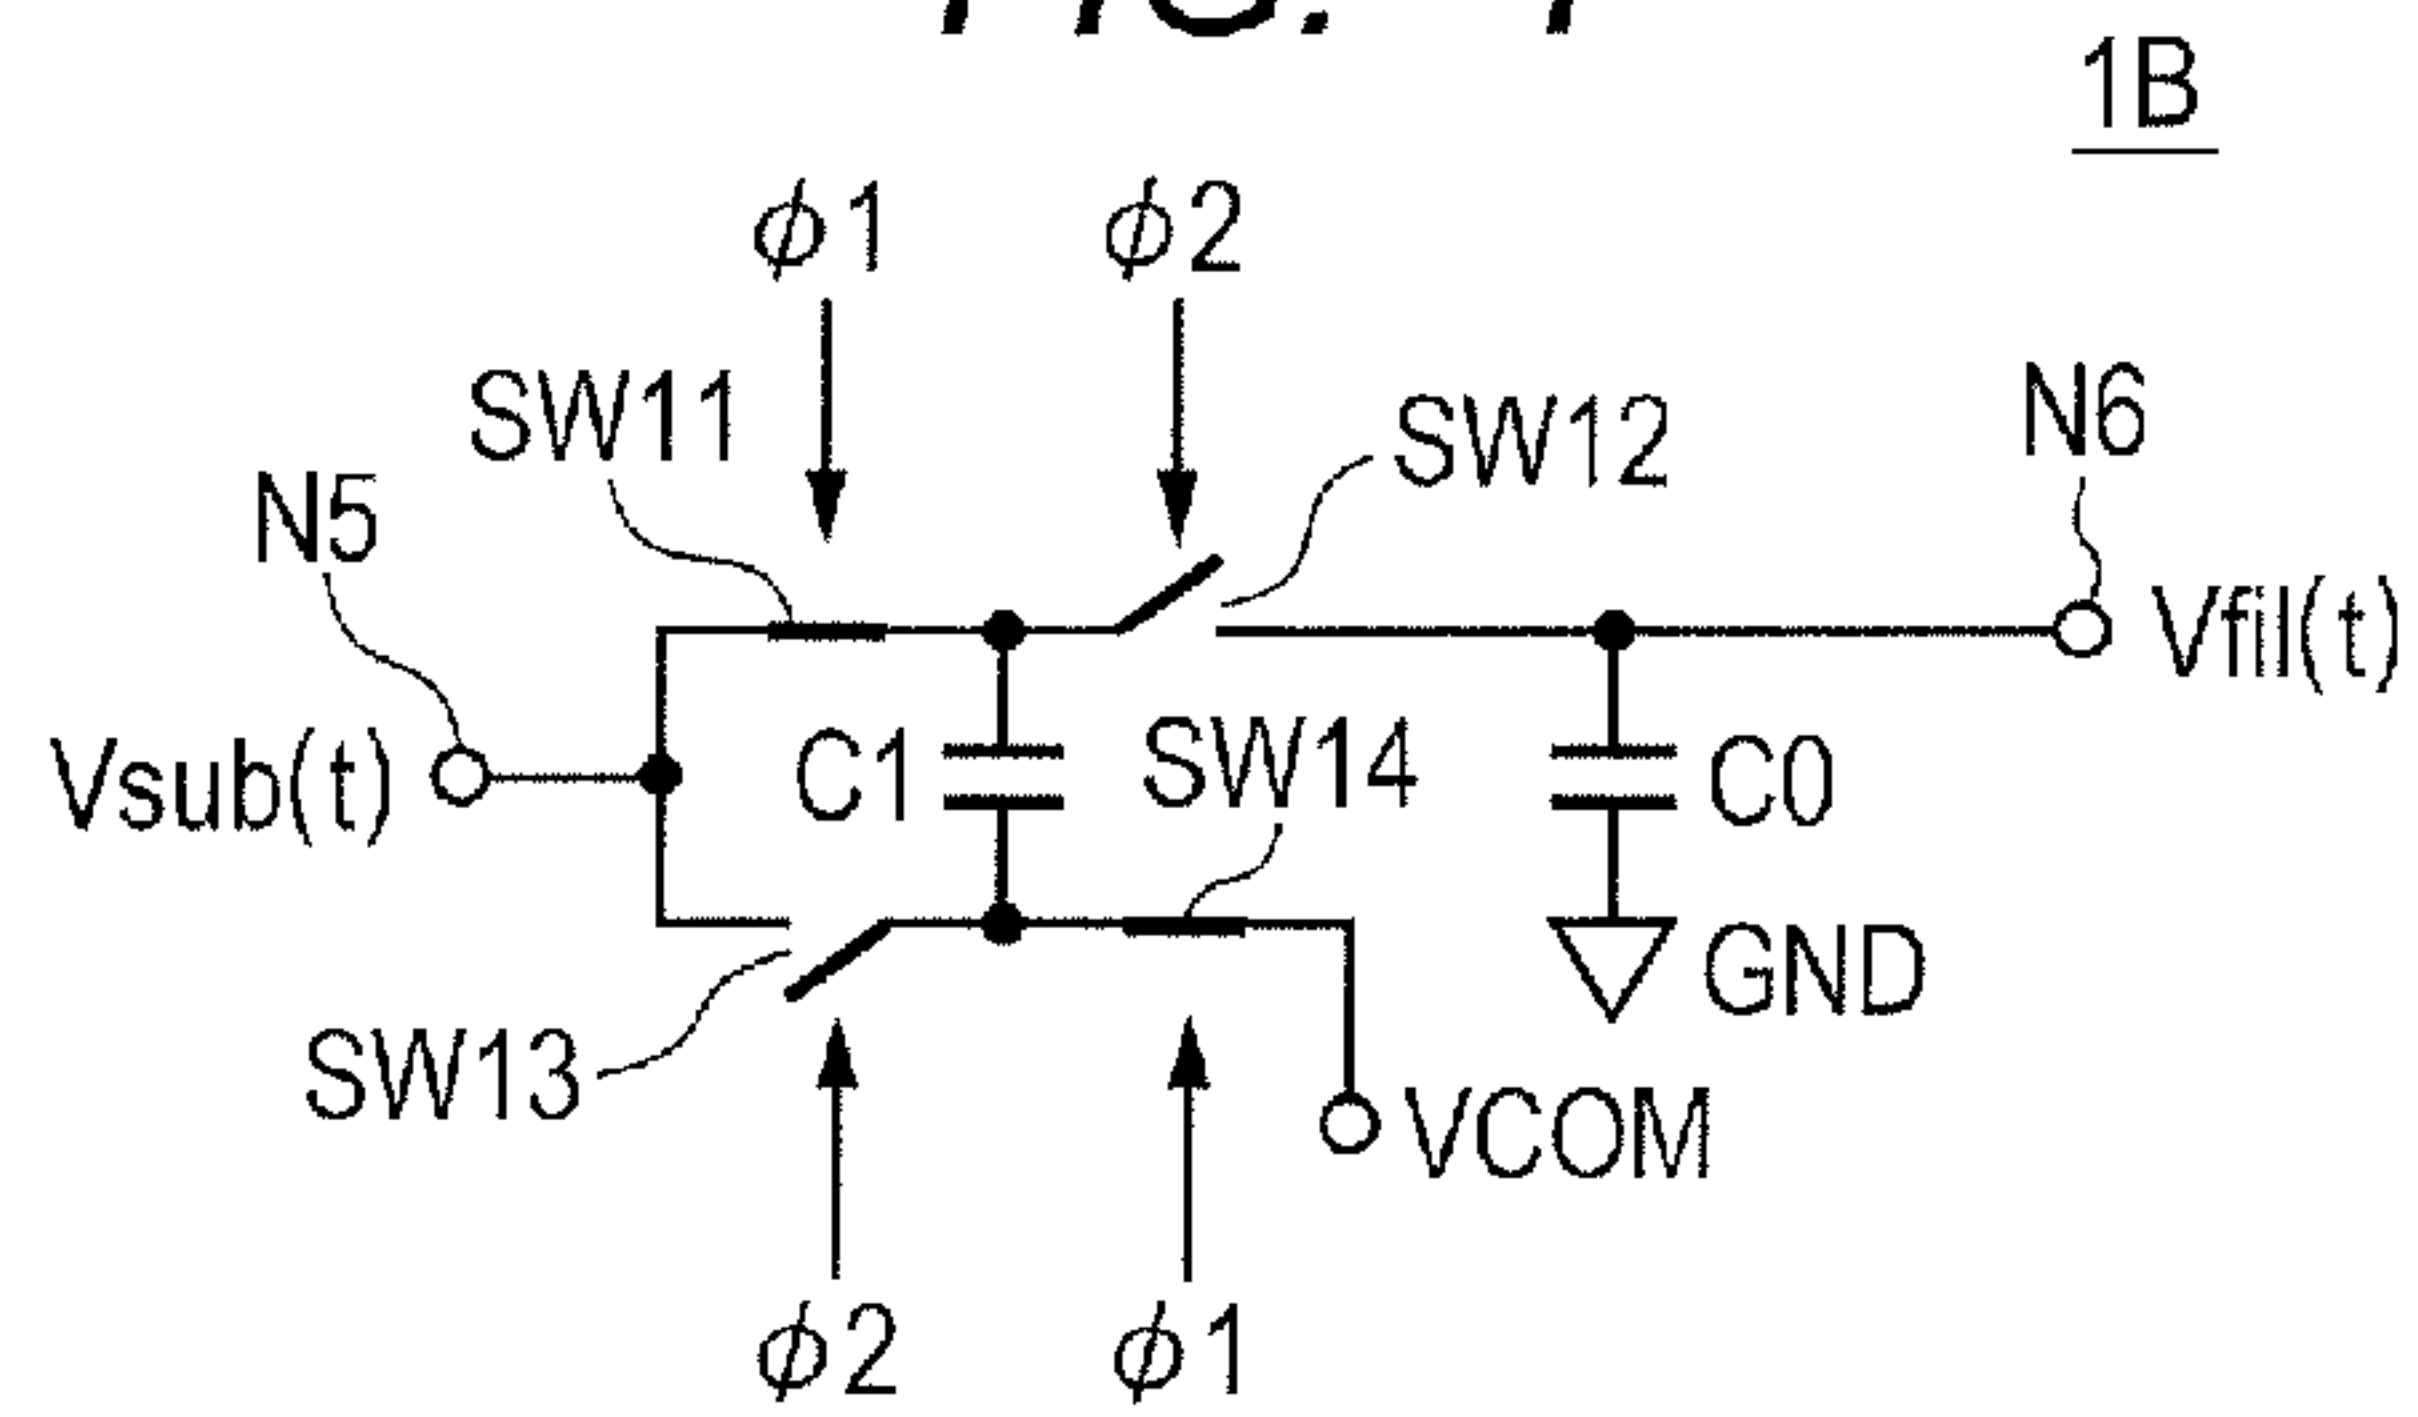 1B
ϕ1 ϕ2
SW11
SW12
N6
N5
Vfil(t)
Vsub(t)
C1
SW14
C0
GND
SW13
VCOM
ϕ2 ϕ1